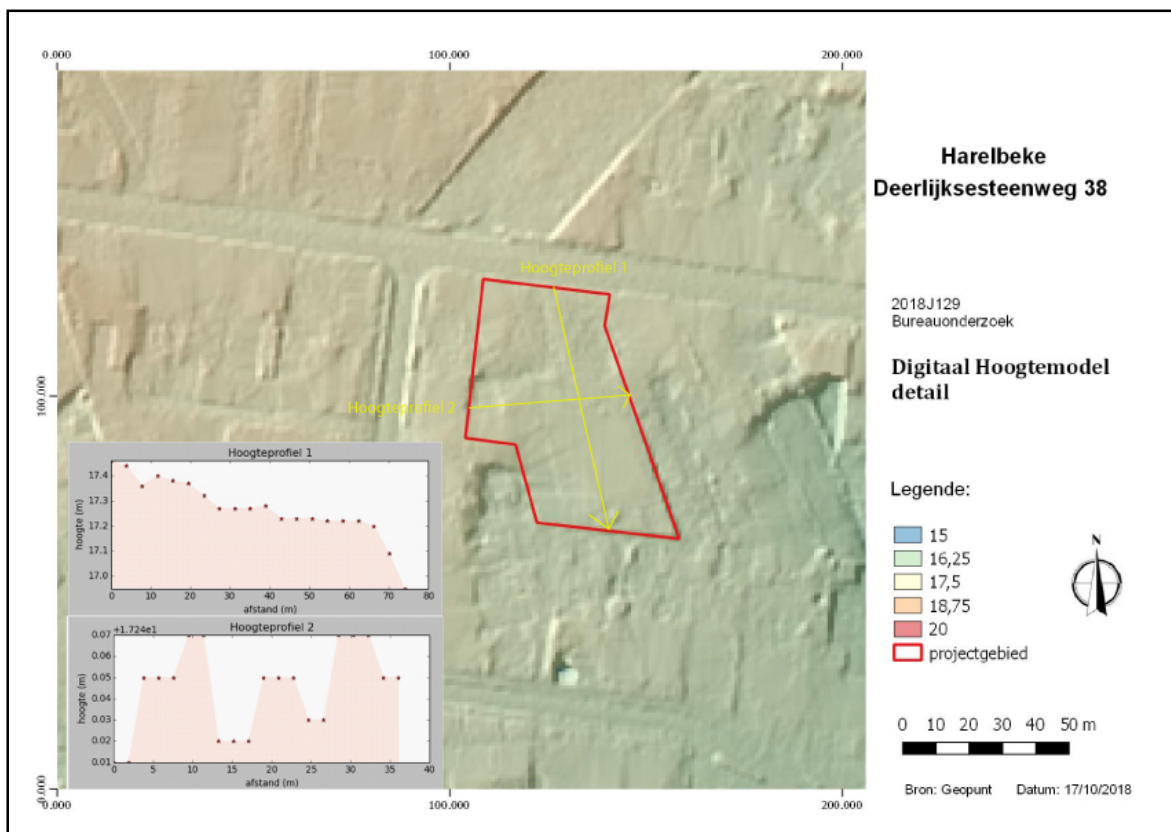 0.000 100.000 200.000
Harelbeke
Deerlijksesteenweg 38
2018J129
Bureauonderzoek
Digitaal Hoogtemodel
detail
Hoogteprofiel 1
Hoogteprofiel 2
100.000
0.000
Hoogteprofiel 1
17.4
17.3
17.2
17.1
17.0
hoogte (m)
0 10 20 30 40 50 60 70 80
afstand (m)
+1.724e1
Hoogteprofiel 2
0.07
0.06
0.05
0.04
0.03
0.02
0.01
hoogte (m)
0 5 10 15 20 25 30 35 40
afstand (m)
0.000 100.000 200.000
Legende:
15
16,25
17,5
18,75
20
projectgebied
N
0 10 20 30 40 50 m
Bron: Geopunt Datum: 17/10/2018